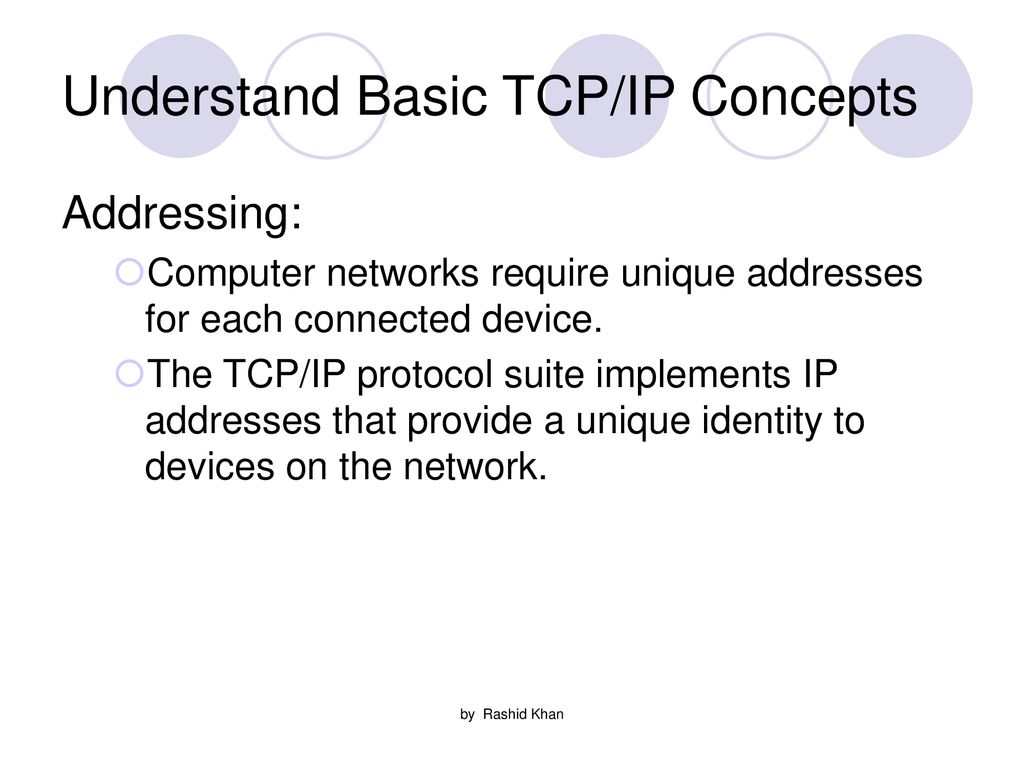 Understand Basic TCP/IP Concepts
Addressing:
Computer networks require unique addresses
for each connected device.
The TCP/IP protocol suite implements IP
addresses that provide a unique identity to
devices on the network.
by Rashid Khan